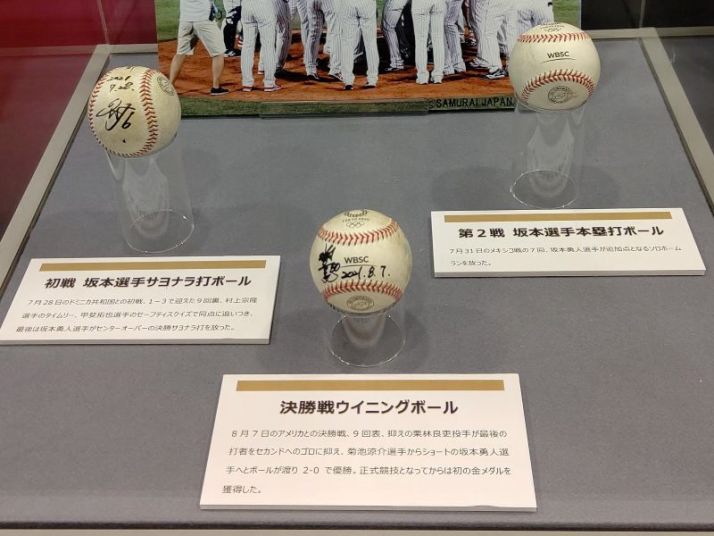 SAMURAI JAPAN
2021
7.28.
WBSC
初戦 坂本選手サヨナラ打ボール
7月28日のドミニカ共和国との初戦、1-3で迎えた9回裏、村上宗隆
選手のタイムリー、甲斐拓也選手のセーフティスクイズで同点に追いつき、
最後は坂本勇人選手がセンターオーバーの決勝サヨナラ打を放った。
第2戦 坂本選手本塁打ボール
7月31日のメキシコ戦の7回、坂本勇人選手が追加点となるソロホーム
ランを放った。
TOKYO 2020
WBSC
2021.8.7.
決勝戦ウイニングボール
8月7日のアメリカとの決勝戦、9回表、抑えの栗林良吏投手が最後の
打者をセカンドへのゴロに抑え、菊池涼介選手からショートの坂本勇人選
手へとボールが渡り2-0で優勝。正式競技となってからは初の金メダルを
獲得した。